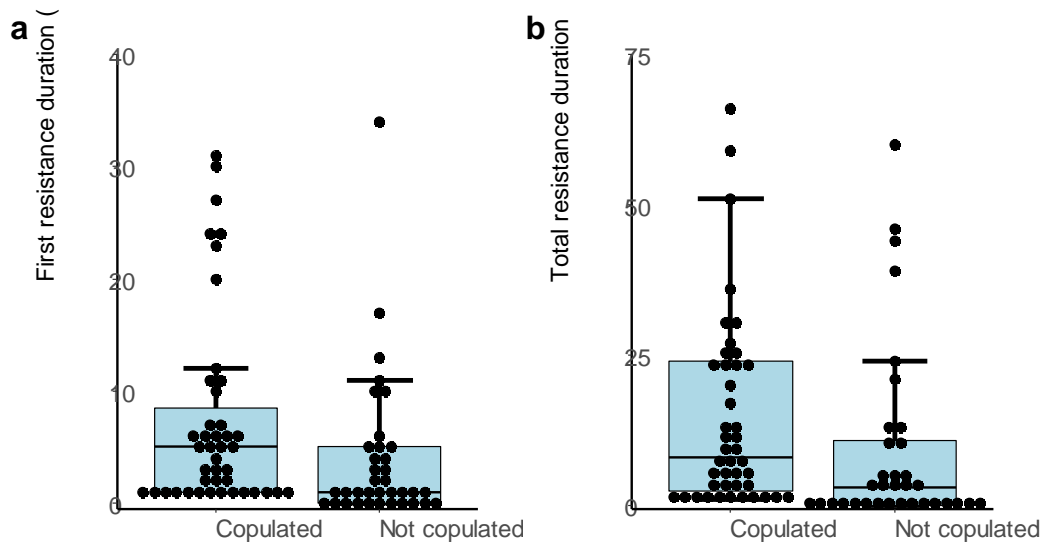 a
First resistance duration (
40
30
20
10
0
Copulated
Not copulated
b
Total resistance duration
75
50
25
0
Copulated
Not copulated